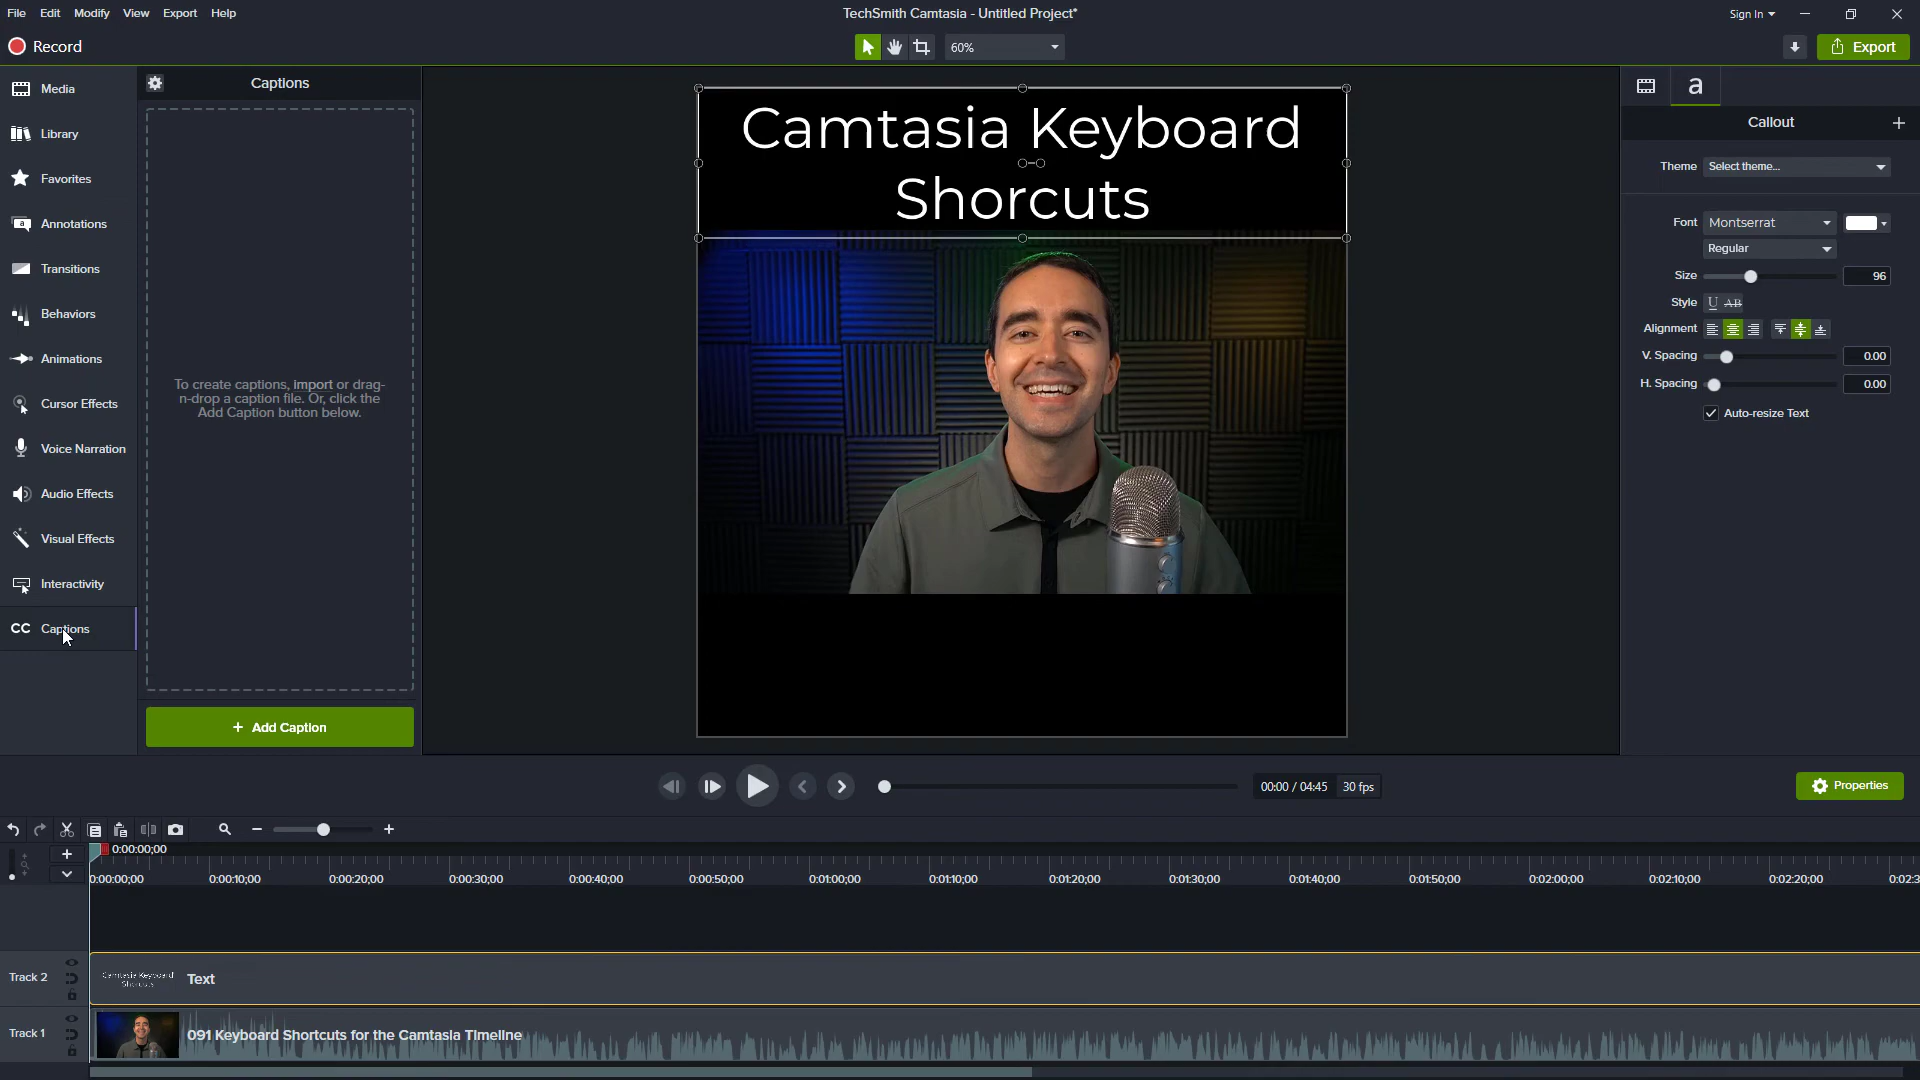 File Edit Modify View Export Help
TechSmith Camtasia - Untitled Project*
Sign In
Record
60%
Export
Media
Library
Favorites
Annotations
Transitions
Behaviors
Animations
Cursor Effects
Voice Narration
Audio Effects
Visual Effects
Interactivity
CC Captions
Captions
To create captions, import or drag-
n-drop a caption file. Or, click the
Add Caption button below.
+ Add Caption
Camtasia Keyboard
Shorcuts
a
Callout +
Theme Select theme...
Font Montserrat
Regular
Size 96
Style U AB
Alignment
V. Spacing 0.00
H. Spacing 0.00
Auto-resize Text
00:00 / 04:45 30 fps
Properties
0:00:00;00
0:00:00;00 0:00:10;00 0:00:20;00 0:00:30;00 0:00:40;00 0:00:50;00 0:01:00;00 0:01:10;00 0:01:20;00 0:01:30;00 0:01:40;00 0:01:50;00 0:02:00;00 0:02:10;00 0:02:20;00 0:02:3
Track 2
Camtasia Keyboard
Shorcuts
Text
Track 1
091 Keyboard Shortcuts for the Camtasia Timeline